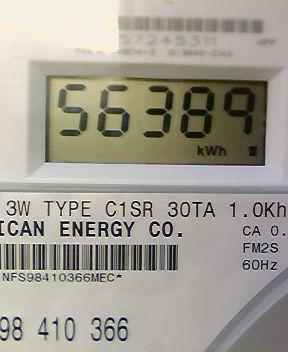 57245311
56389
kWh
3W TYPE C1SR 30TA 1.0Kh
ICAN ENERGY CO.
CA 0.
FM2S
60Hz
NFS98410366MEC*
98 410 366